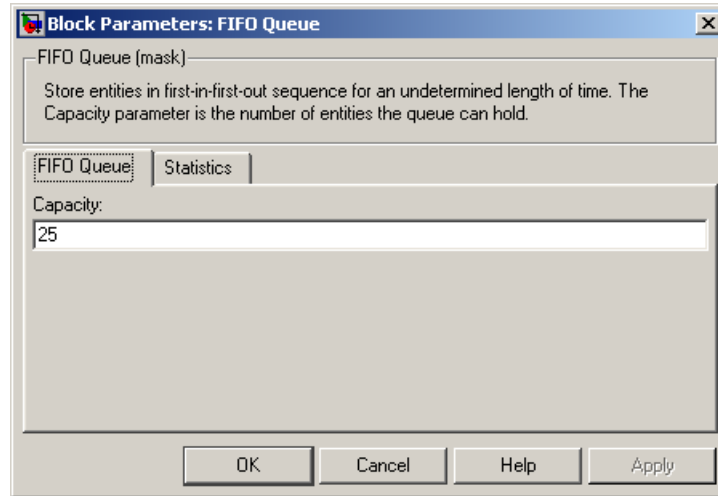 Block Parameters: FIFO Queue
FIFO Queue (mask)
Store entities in first-in-first-out sequence for an undetermined length of time. The
Capacity parameter is the number of entities the queue can hold.
FIFO Queue Statistics
Capacity:
25
OK Cancel Help Apply